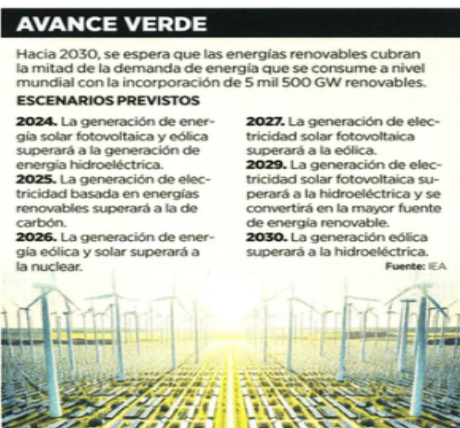 AVANCE VERDE
Hacia 2030, se espera que las energías renovables cubran
la mitad de la demanda de energía que se consume a nivel
mundial con la incorporación de 5 mil 500 GW renovables.
ESCENARIOS PREVISTOS
2024. La generación de ener-
gía solar fotovoltaica y eólica
superará a la generación de
energía hidroeléctrica.
2025. La generación de elec-
tricidad basada en energías
renovables superará a la de
carbón.
2026. La generación de ener-
gía eólica y solar superará a
la nuclear.
2027. La generación de elec-
tricidad solar fotovoltaica
superará a la eólica.
2029. La generación de elec-
tricidad solar fotovoltaica su-
perará a la hidroeléctrica y se
convertirá en la mayor fuente
de energía renovable.
2030. La generación eólica
superará a la hidroeléctrica.
Fuente: IEA